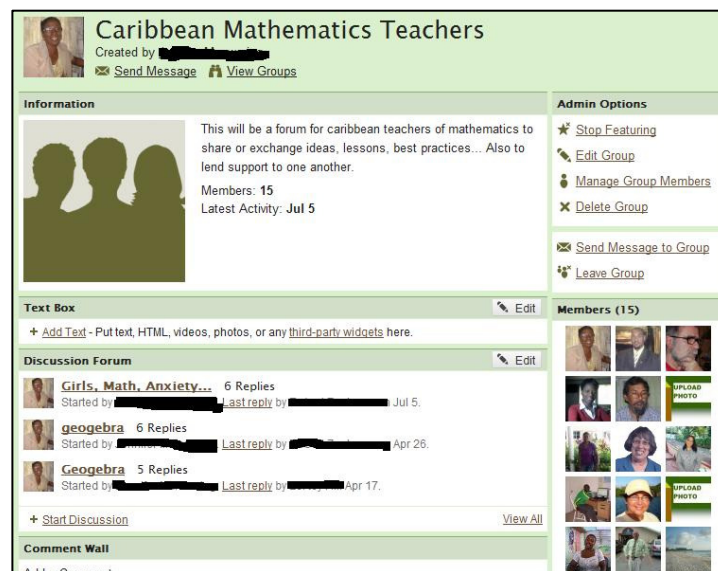 Caribbean Mathematics Teachers
Created by
Send Message View Groups
Information
This will be a forum for caribbean teachers of mathematics to
share or exchange ideas, lessons, best practices... Also to
lend support to one another.
Members: 15
Latest Activity: Jul 5
Text Box
Edit
+ Add Text - Put text, HTML, videos, photos, or any third-party widgets here.
Discussion Forum
Edit
Girls, Math, Anxiety... 6 Replies
Started by Last reply by Jul 5.
geogebra 6 Replies
Started by Last reply by Apr 26.
Geogebra 5 Replies
Started by Last reply by Apr 17.
+ Start Discussion
View All
Comment Wall
Admin Options
Stop Featuring
Edit Group
Manage Group Members
Delete Group
Send Message to Group
Leave Group
Members (15)
UPLOAD
PHOTO
UPLOAD
PHOTO